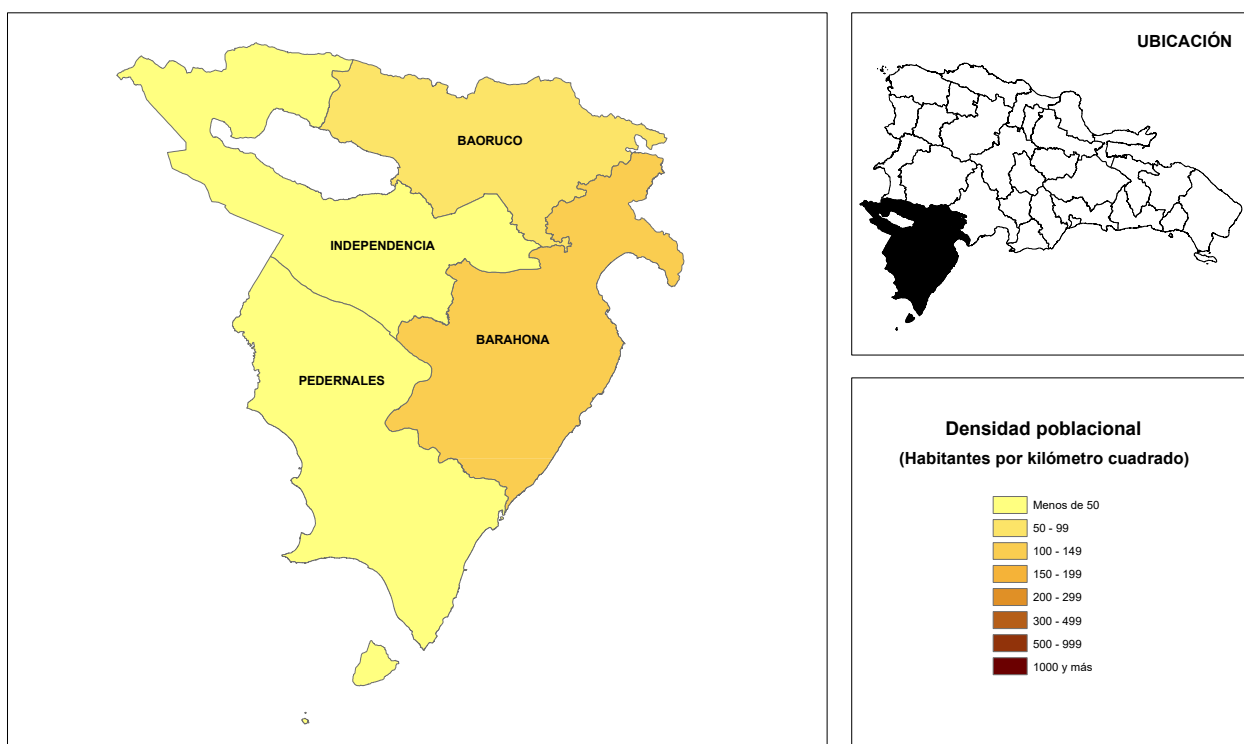 BAORUCO
INDEPENDENCIA
BARAHONA
PEDERNALES
UBICACIÓN
Densidad poblacional
(Habitantes por kilómetro cuadrado)
Menos de 50
50 - 99
100 - 149
150 - 199
200 - 299
300 - 499
500 - 999
1000 y más